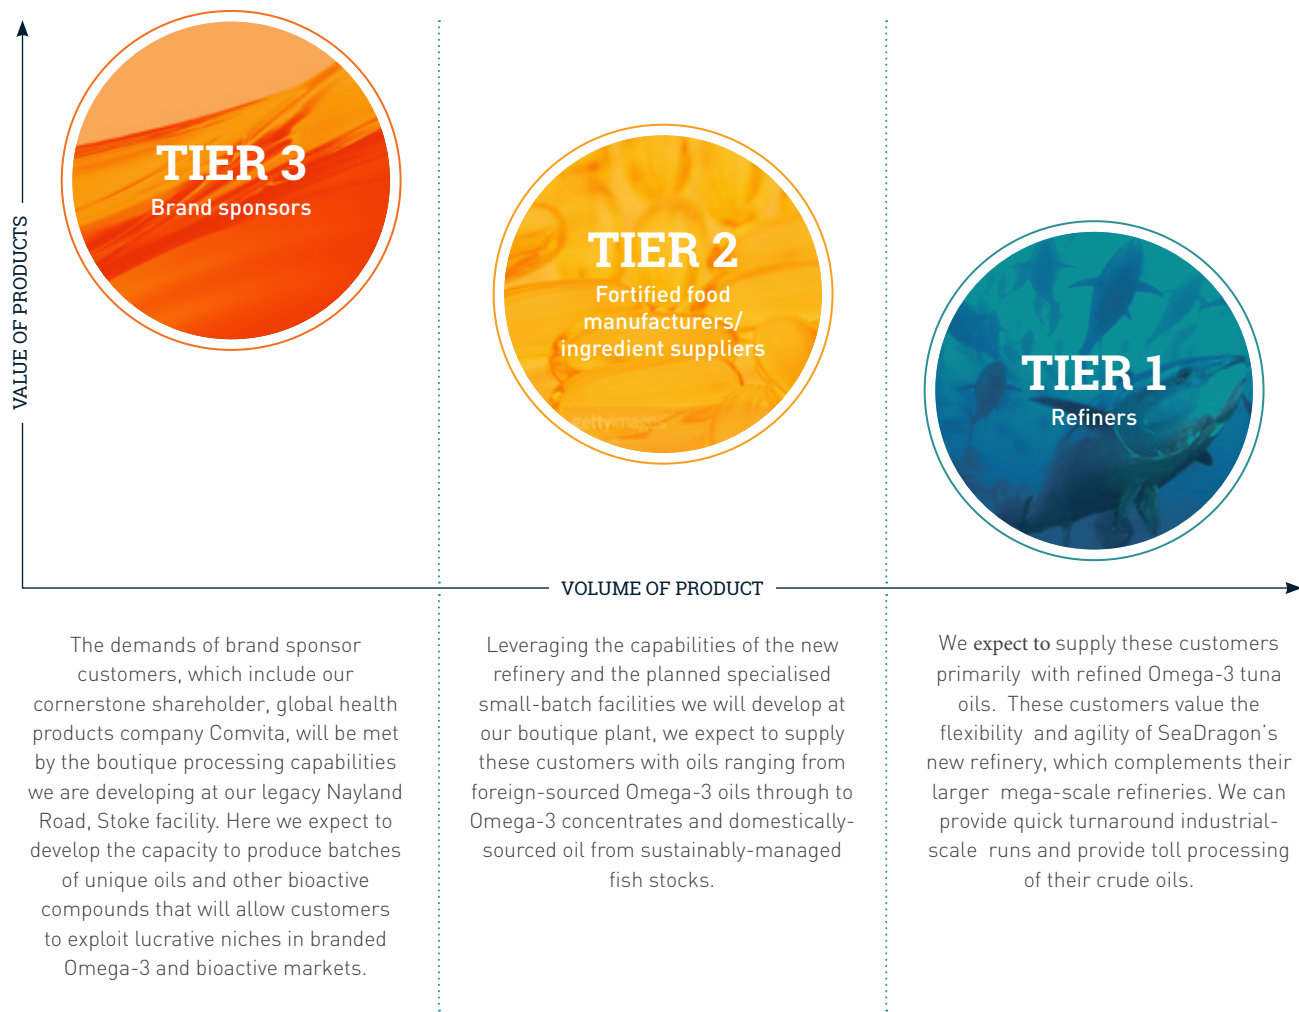 VALUE OF PRODUCTS
TIER 3
Brand sponsors
TIER 2
Fortified food
manufacturers/
ingredient suppliers
gettyimages
TIER 1
Refiners
VOLUME OF PRODUCT
The demands of brand sponsor
customers, which include our
cornerstone shareholder, global health
products company Comvita, will be met
by the boutique processing capabilities
we are developing at our legacy Nayland
Road, Stoke facility. Here we expect to
develop the capacity to produce batches
of unique oils and other bioactive
compounds that will allow customers
to exploit lucrative niches in branded
Omega-3 and bioactive markets.
Leveraging the capabilities of the new
refinery and the planned specialised
small-batch facilities we will develop at
our boutique plant, we expect to supply
these customers with oils ranging from
foreign-sourced Omega-3 oils through to
Omega-3 concentrates and domestically-
sourced oil from sustainably-managed
fish stocks.
We expect to supply these customers
primarily with refined Omega-3 tuna
oils. These customers value the
flexibility and agility of SeaDragon's
new refinery, which complements their
larger mega-scale refineries. We can
provide quick turnaround industrial-
scale runs and provide toll processing
of their crude oils.